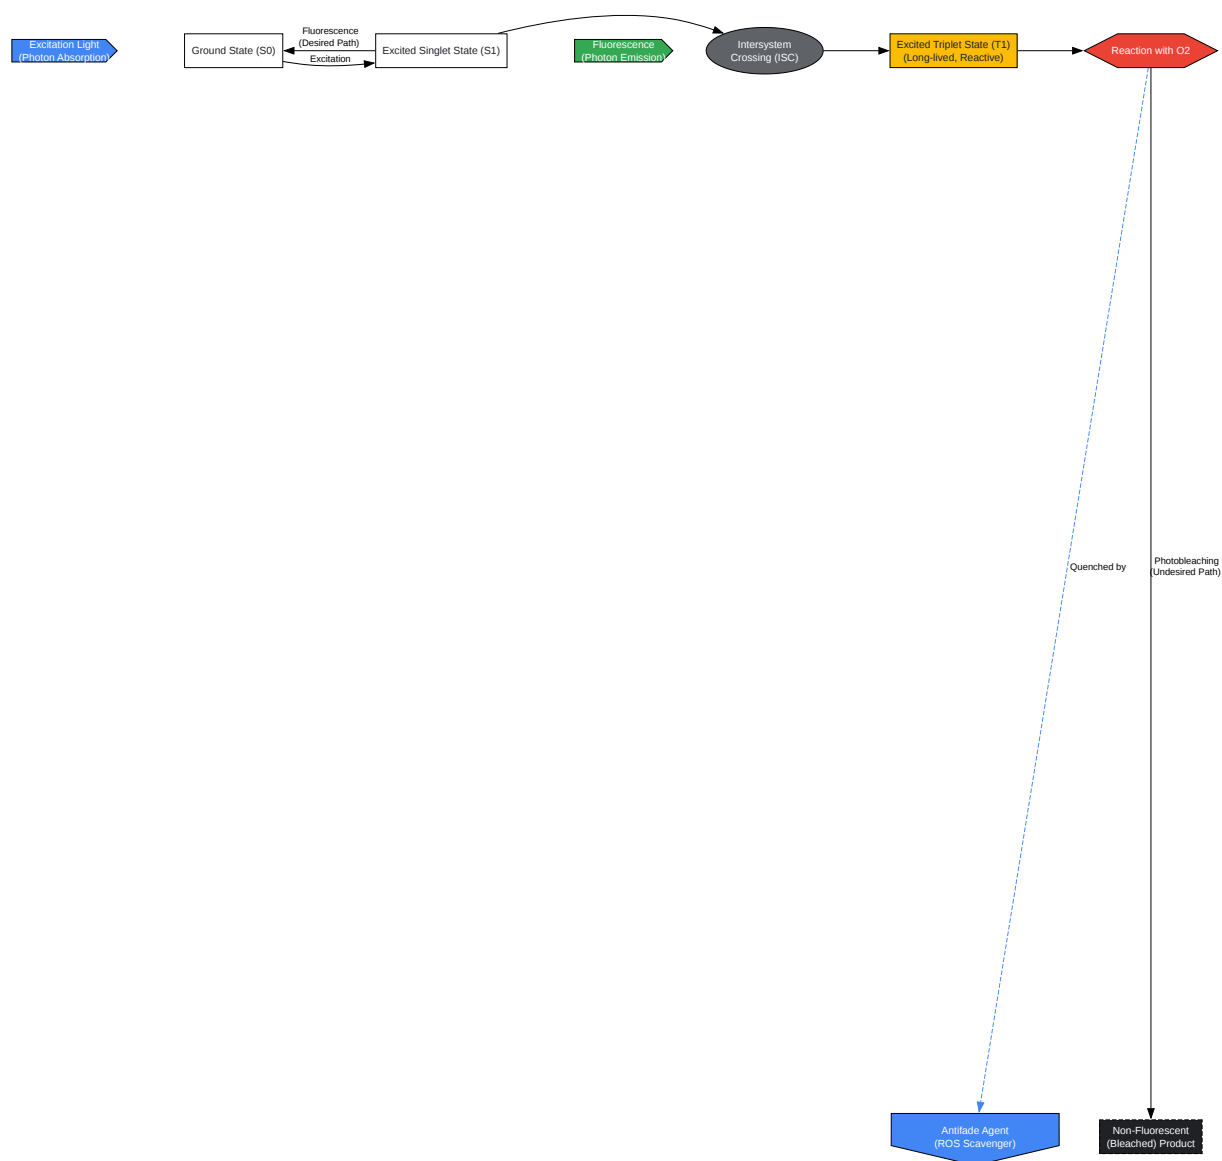 Excitation Light
(Photon Absorption)
Ground State (S0)
Fluorescence
(Desired Path)
Excitation
Excited Singlet State (S1)
Fluorescence
(Photon Emission)
Intersystem
Crossing (ISC)
Excited Triplet State (T1)
(Long-lived, Reactive)
Reaction with O2
Quenched by
Photobleaching
(Undesired Path)
Antifade Agent
(ROS Scavenger)
Non-Fluorescent
(Bleached) Product